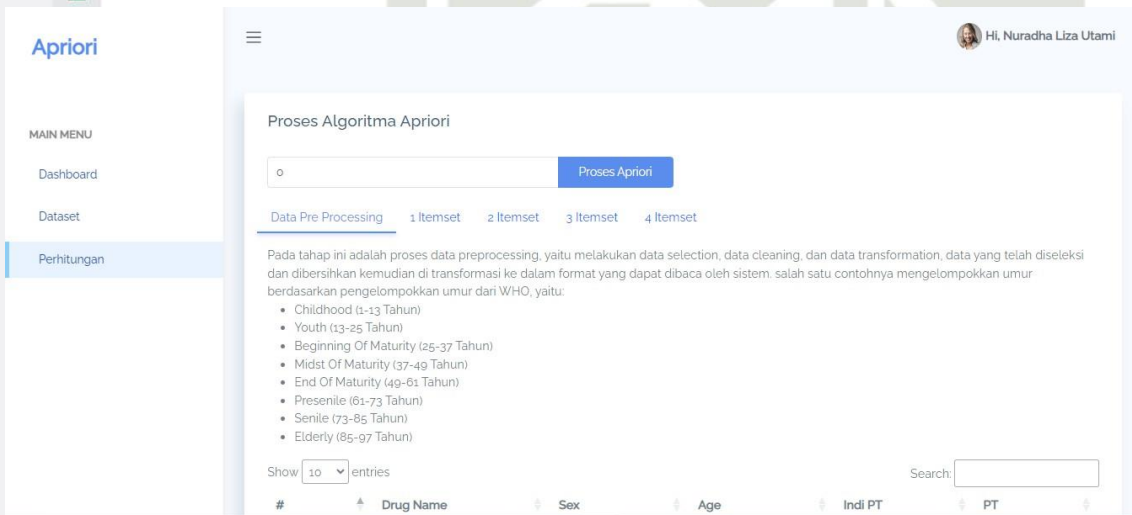 Apriori
Hi, Nuradha Liza Utami
MAIN MENU
Dashboard
Dataset
Perhitungan
Proses Algoritma Apriori
0
Proses Apriori
Data Pre Processing 1 Itemset 2 Itemset 3 Itemset 4 Itemset
Pada tahap ini adalah proses data preprocessing, yaitu melakukan data selection, data cleaning, dan data transformation, data yang telah diseleksi
dan dibersihkan kemudian di transformasi ke dalam format yang dapat dibaca oleh sistem. salah satu contohnya mengelompokkan umur
berdasarkan pengelompokkan umur dari WHO, yaitu:
• Childhood (1-13 Tahun)
• Youth (13-25 Tahun)
• Beginning Of Maturity (25-37 Tahun)
• Midst Of Maturity (37-49 Tahun)
• End Of Maturity (49-61 Tahun)
• Presenile (61-73 Tahun)
• Senile (73-85 Tahun)
• Elderly (85-97 Tahun)
Show 10 entries
Search:
# Drug Name Sex Age Indi PT PT